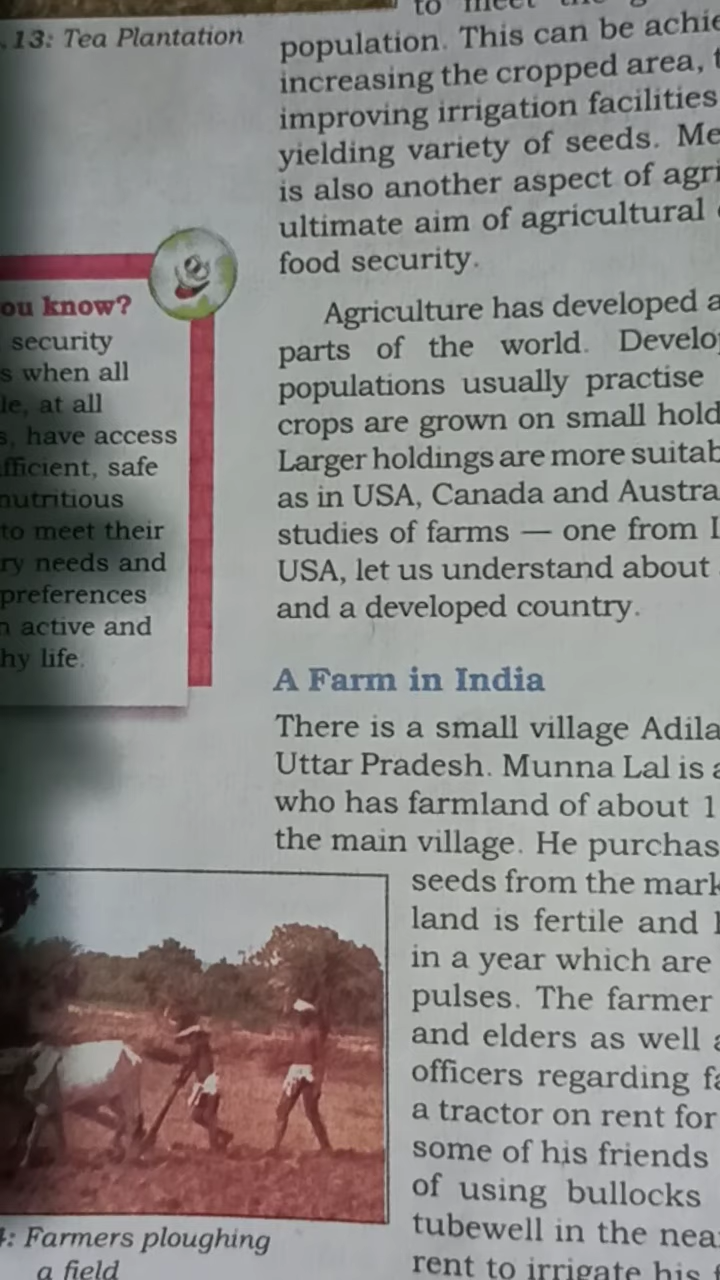 .13: Tea Plantation
to meet the g
population. This can be achie
increasing the cropped area, t
improving irrigation facilities
yielding variety of seeds. Me
is also another aspect of agri
ultimate aim of agricultural
food security.
Agriculture has developed a
parts of the world. Develop
populations usually practise
crops are grown on small hold
Larger holdings are more suitab
as in USA, Canada and Austra
studies of farms — one from I
USA, let us understand about
and a developed country.
ou know?
security
s when all
le, at all
s, have access
fficient, safe
nutritious
to meet their
ry needs and
preferences
n active and
hy life.
A Farm in India
There is a small village Adila
Uttar Pradesh. Munna Lal is a
who has farmland of about 1
the main village. He purchas
seeds from the mark
land is fertile and h
in a year which are
pulses. The farmer
and elders as well a
officers regarding fa
a tractor on rent for
some of his friends
of using bullocks
tubewell in the nea
rent to irrigate his f
4: Farmers ploughing
a field